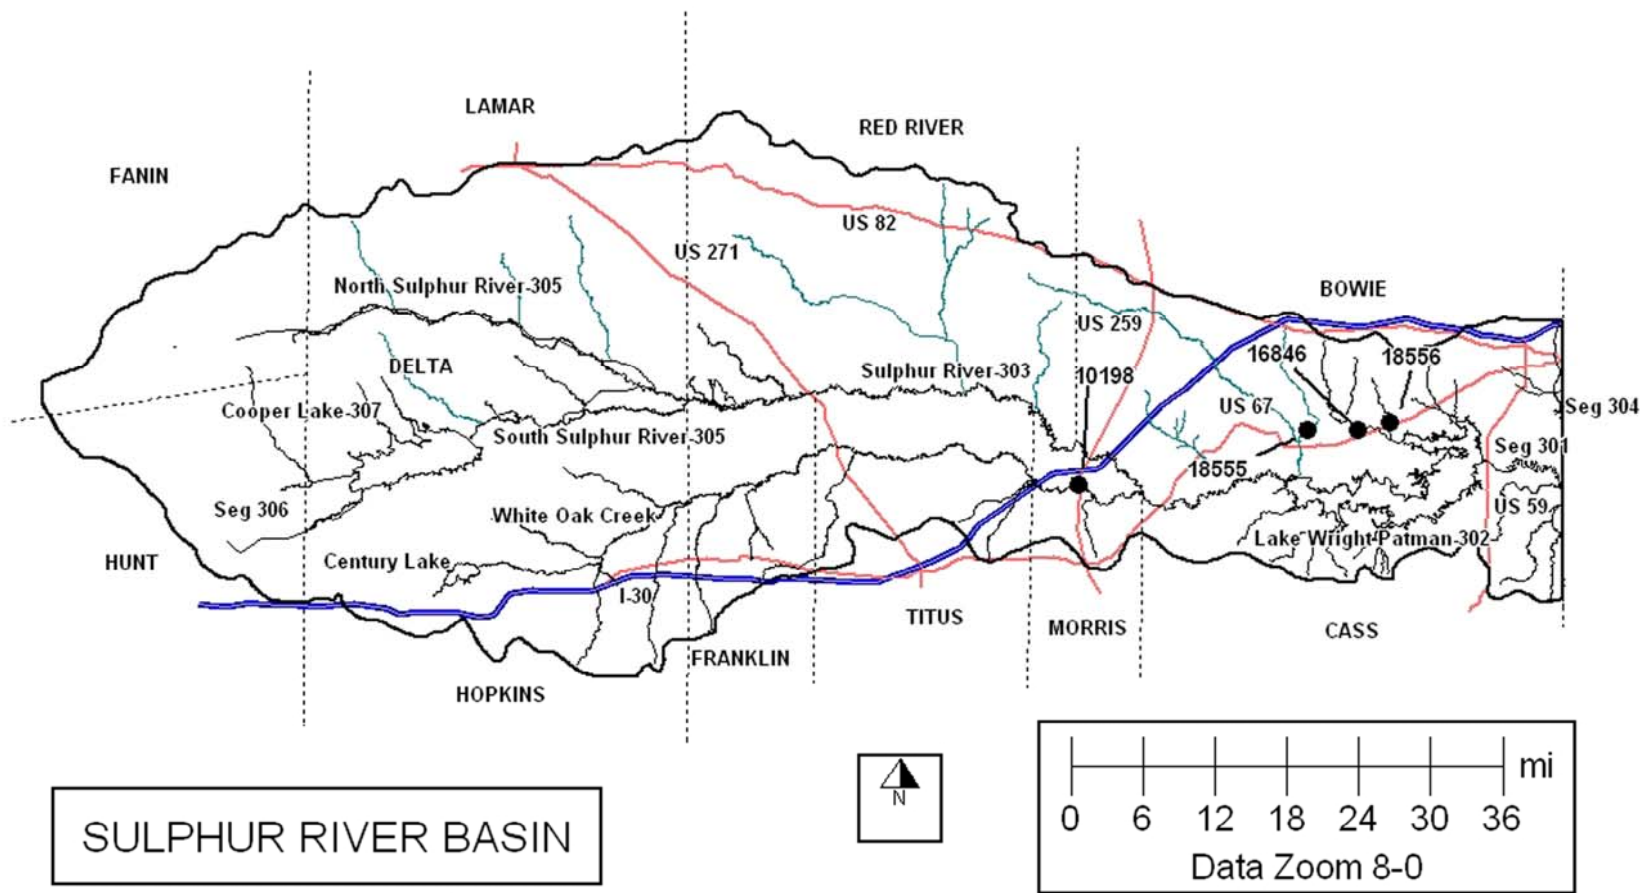 LAMAR
RED RIVER
FANIN
US 82
US 271
North Sulphur River-305
BOWIE
US 259
16846
18556
DELTA
Sulphur River-303
10198
Cooper Lake-307
US 67
Seg 304
South Sulphur River-305
Seg 301
18555
Seg 306
White Oak Creek
US 59
Lake Wright Patman-302
HUNT
Century Lake
I-30
TITUS
MORRIS
CASS
FRANKLIN
HOPKINS
SULPHUR RIVER BASIN
N
mi
0 6 12 18 24 30 36
Data Zoom 8-0